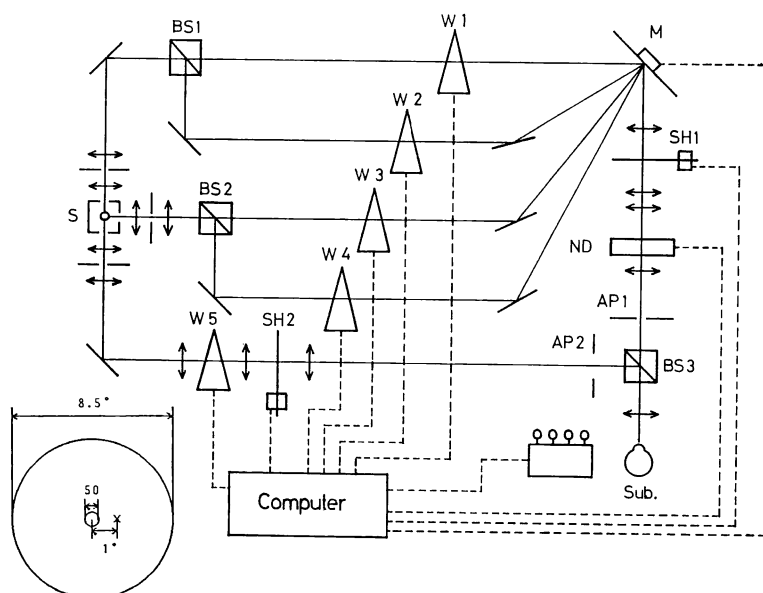 BS1
W1
M
W2
SH1
W3
BS2
S
ND
W4
AP1
W5
SH2
AP2
BS3
8.5°
50
x
1°
Computer
Sub.